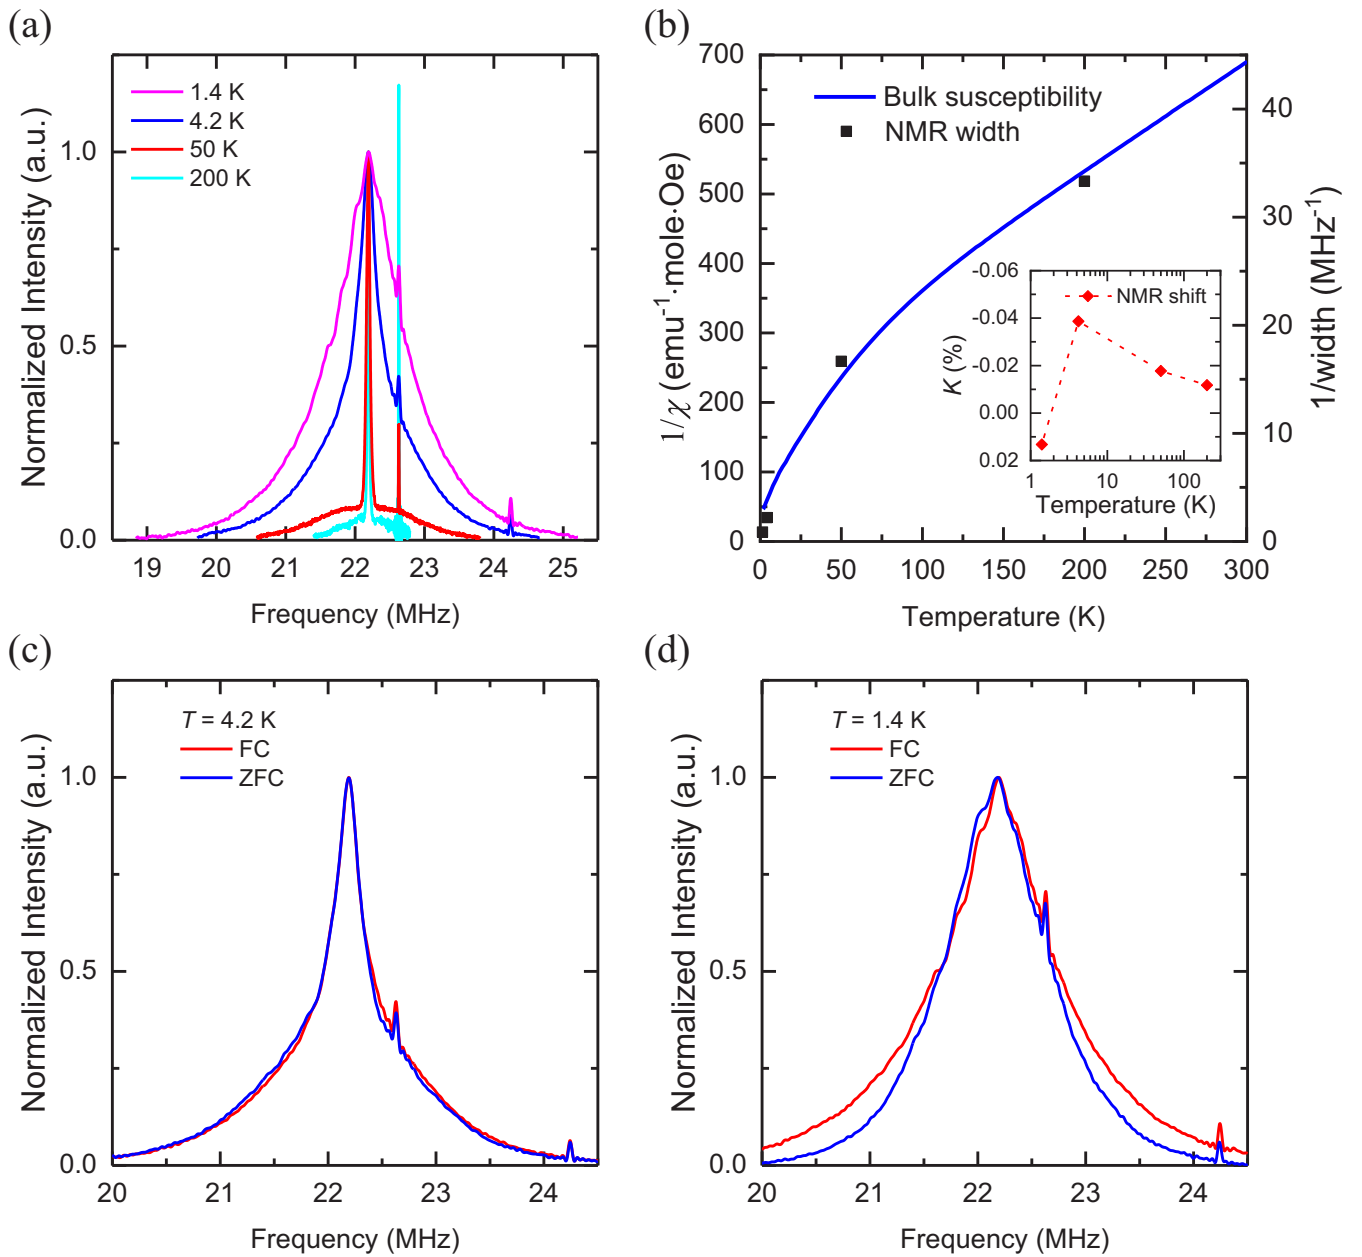 (a)
1.4 K
4.2 K
50 K
200 K
1.0
0.5
0.0
Normalized Intensity (a.u.)
19 20 21 22 23 24 25
Frequency (MHz)
(b)
700
600
500
400
300
200
100
0
1/χ (emu⁻¹·mole·Oe)
Bulk susceptibility
NMR width
40
30
20
10
0
1/width (MHz⁻¹)
-0.06
-0.04
-0.02
0.00
0.02
K (%)
NMR shift
1 10 100
Temperature (K)
0 50 100 150 200 250 300
Temperature (K)
(c)
T = 4.2 K
FC
ZFC
1.0
0.5
0.0
Normalized Intensity (a.u.)
20 21 22 23 24
Frequency (MHz)
(d)
T = 1.4 K
FC
ZFC
1.0
0.5
0.0
Normalized Intensity (a.u.)
20 21 22 23 24
Frequency (MHz)